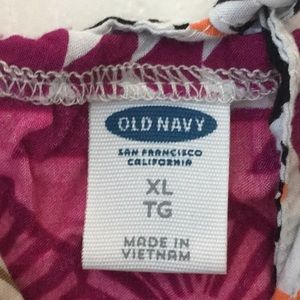 OLD NAVY
SAN FRANCISCO
CALIFORNIA
XL
TG
MADE IN
VIETNAM